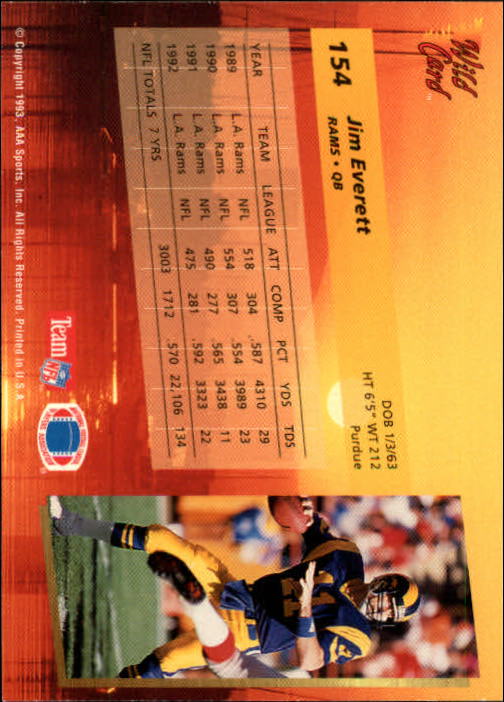 Wild
Card
TM
154 Jim Everett
RAMS • QB
DOB 1/3/63
HT 6'5" WT 212
Purdue
YEAR TEAM LEAGUE ATT COMP PCT YDS TDS
1989 L.A. Rams NFL 518 304 .587 4310 29
1990 L.A. Rams NFL 554 307 .554 3989 23
1991 L.A. Rams NFL 490 277 .565 3438 11
1992 L.A. Rams NFL 475 281 .592 3323 22
NFL TOTALS 7 YRS 3003 1712 .570 22,106 134
Team NFL
11
© Copyright 1993, AAA Sports, Inc. All Rights Reserved. Printed in U.S.A.